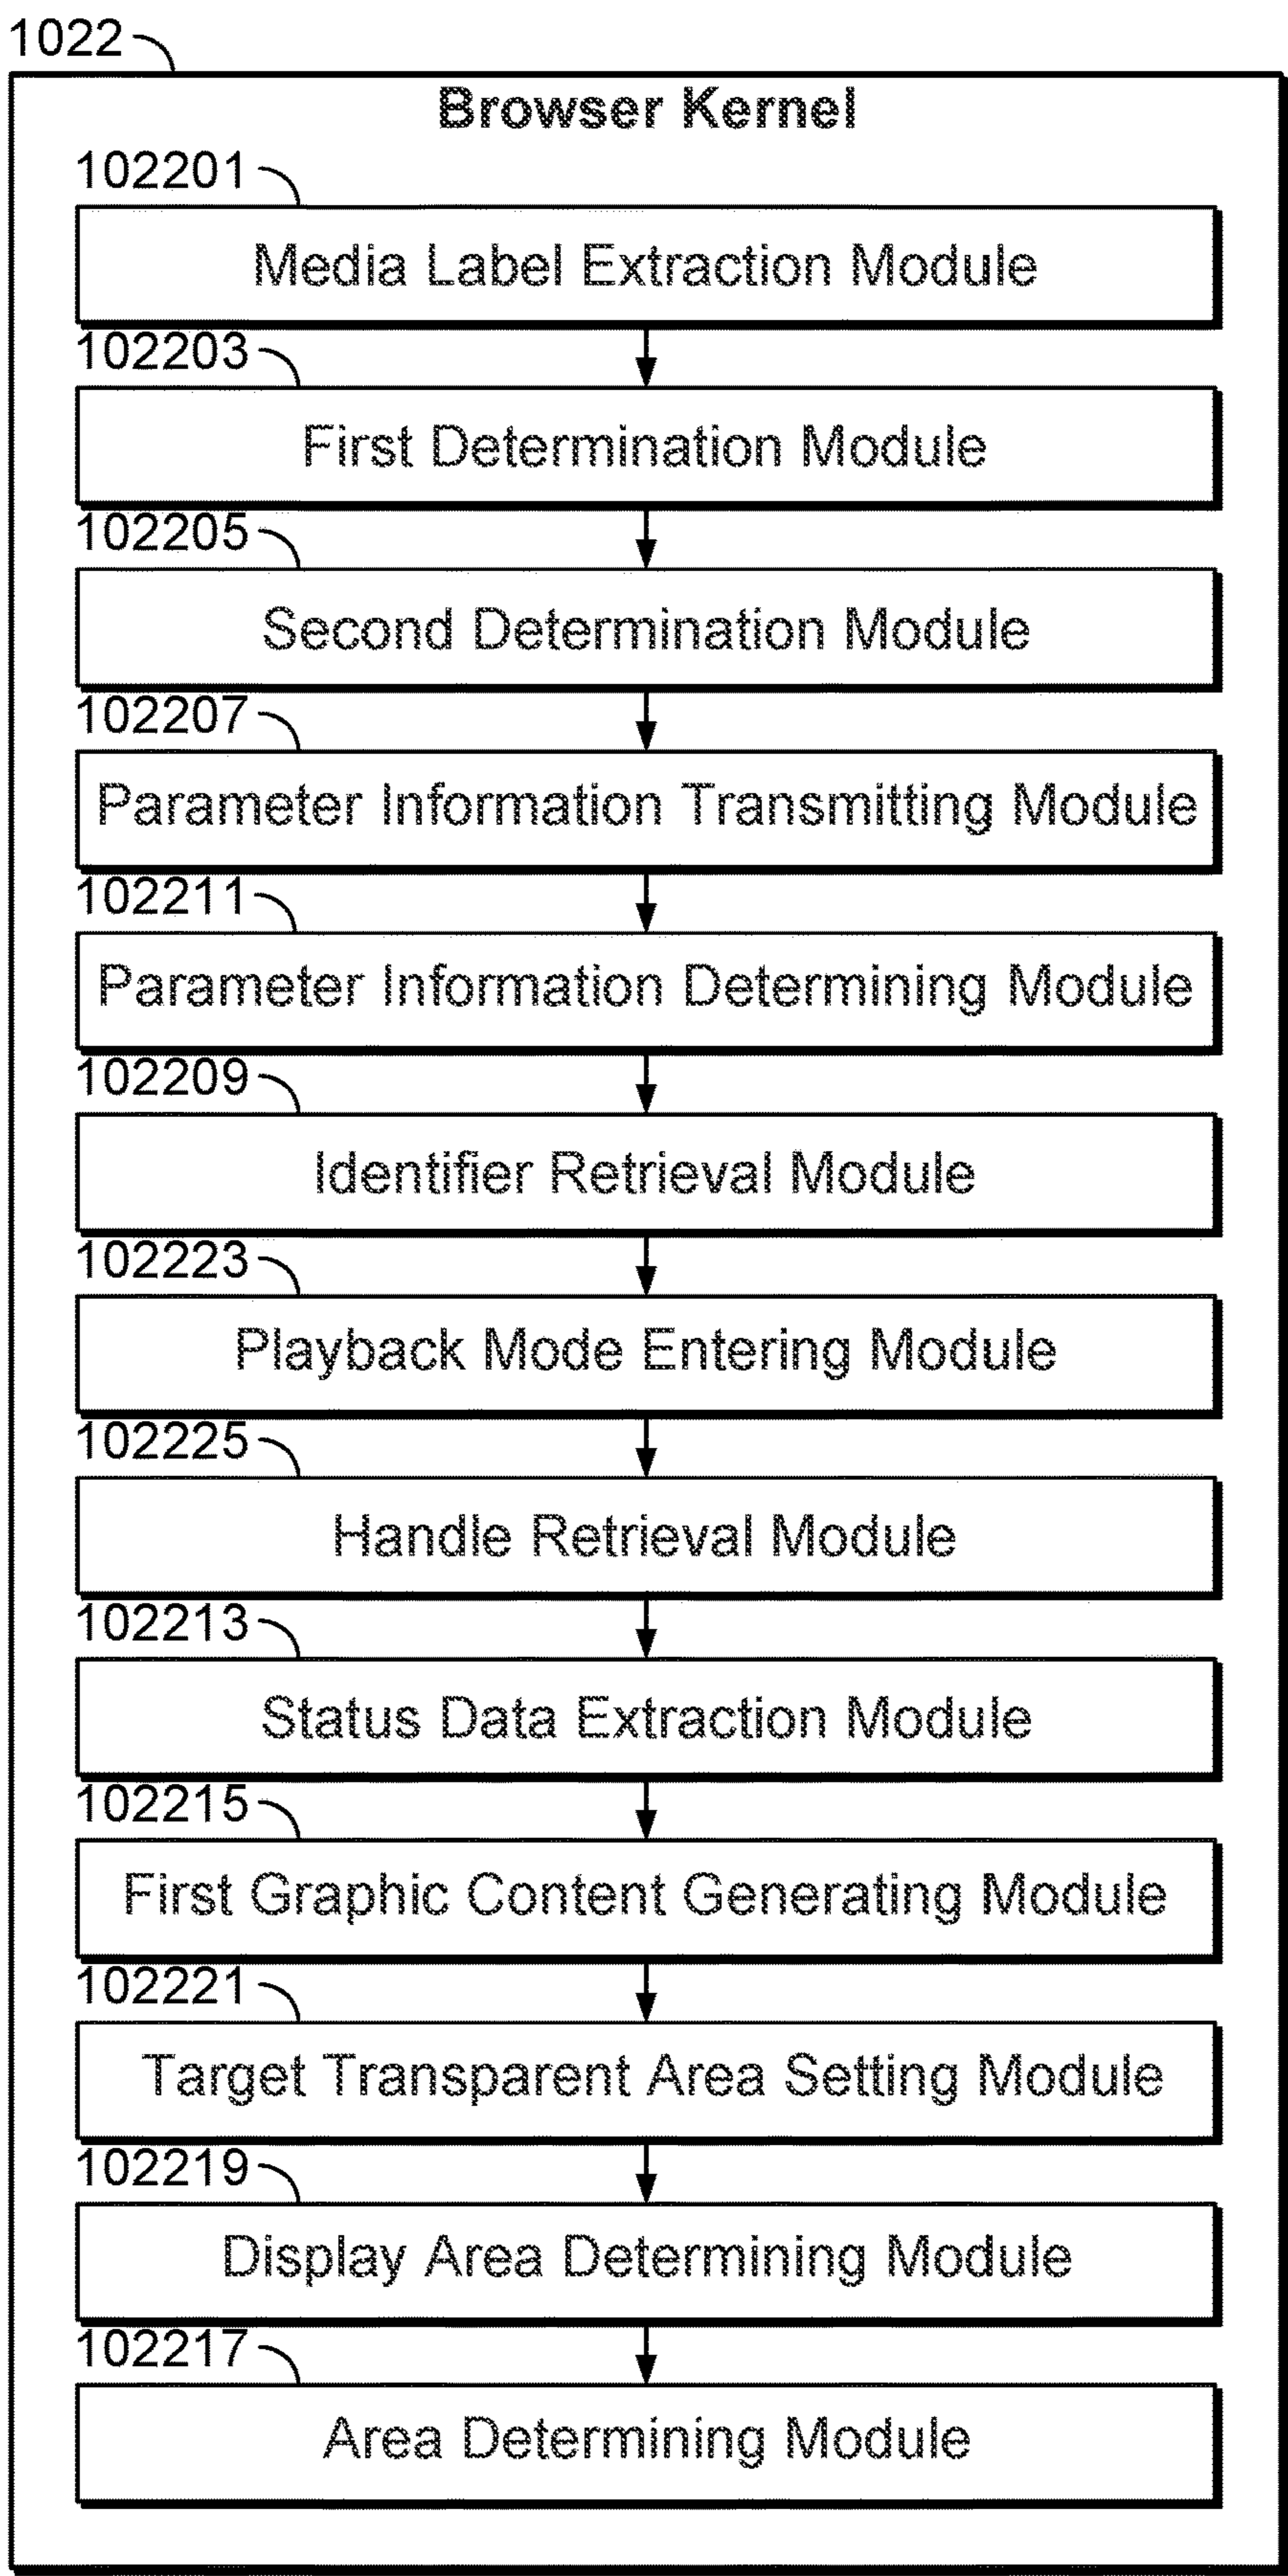 1022
Browser Kernel
102201
Media Label Extraction Module
102203
First Determination Module
102205
Second Determination Module
102207
Parameter Information Transmitting Module
102211
Parameter Information Determining Module
102209
Identifier Retrieval Module
102223
Playback Mode Entering Module
102225
Handle Retrieval Module
102213
Status Data Extraction Module
102215
First Graphic Content Generating Module
102221
Target Transparent Area Setting Module
102219
Display Area Determining Module
102217
Area Determining Module